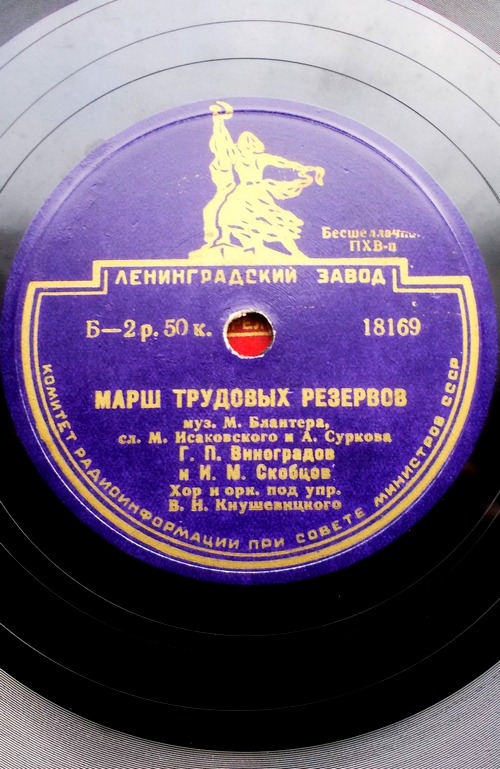 Бесшеллачн.
ПХВ-п
ЛЕНИНГРАДСКИЙ ЗАВОД
Б—2 р. 50 к.
18169
МАРШ ТРУДОВЫХ РЕЗЕРВОВ
муз. М. Блантера,
сл. М. Исаковского и А. Суркова
Г. П. Виноградов
и И. М. Скобцов
Хор и орк. под упр.
В. Н. Кнушевицкого
КОМИТЕТ РАДИОИНФОРМАЦИИ ПРИ СОВЕТЕ МИНИСТРОВ СССР